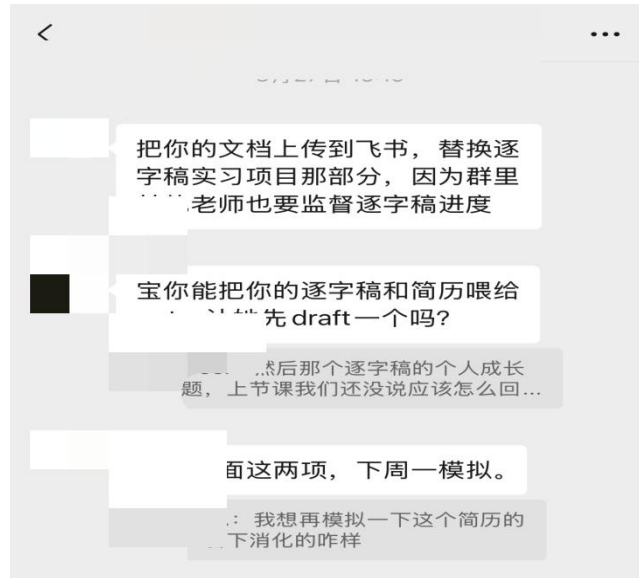 把你的文档上传到飞书，替换逐
字稿实习项目那部分，因为群里
老师也要监督逐字稿进度
宝你能把你的逐字稿和简历喂给
先draft一个吗？
然后那个逐字稿的个人成长
题，上节课我们还没说应该怎么回...
面这两项，下周一模拟。
：我想再模拟一下这个简历的
下消化的咋样